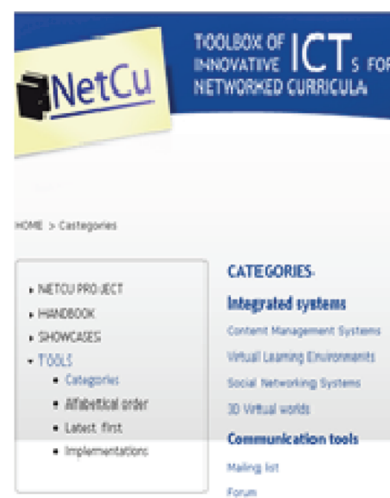 NetCu
TOOLBOX OF
INNOVATIVE ICTs FOR
NETWORKED CURRICULA
HOME > Castegories
NETCU PROJECT
HANDBOOK
SHOWCASES
TOOLS
Categories
Alfabettical order
Latest first
Implementations
CATEGORIES
Integrated systems
Content Management Systems
Virtual Learning Environments
Social Networking Systems
3D Virtual worlds
Communication tools
Mailing list
Forum